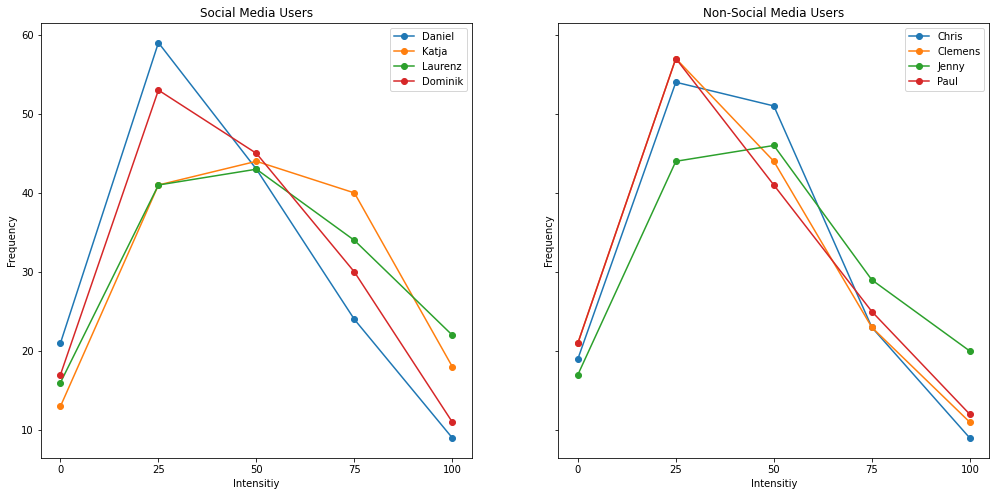 Social Media Users
Daniel
Katja
Laurenz
Dominik
60
50
40
30
20
10
Frequency
0 25 50 75 100
Intensitiy
Non-Social Media Users
Chris
Clemens
Jenny
Paul
Frequency
0 25 50 75 100
Intensitiy